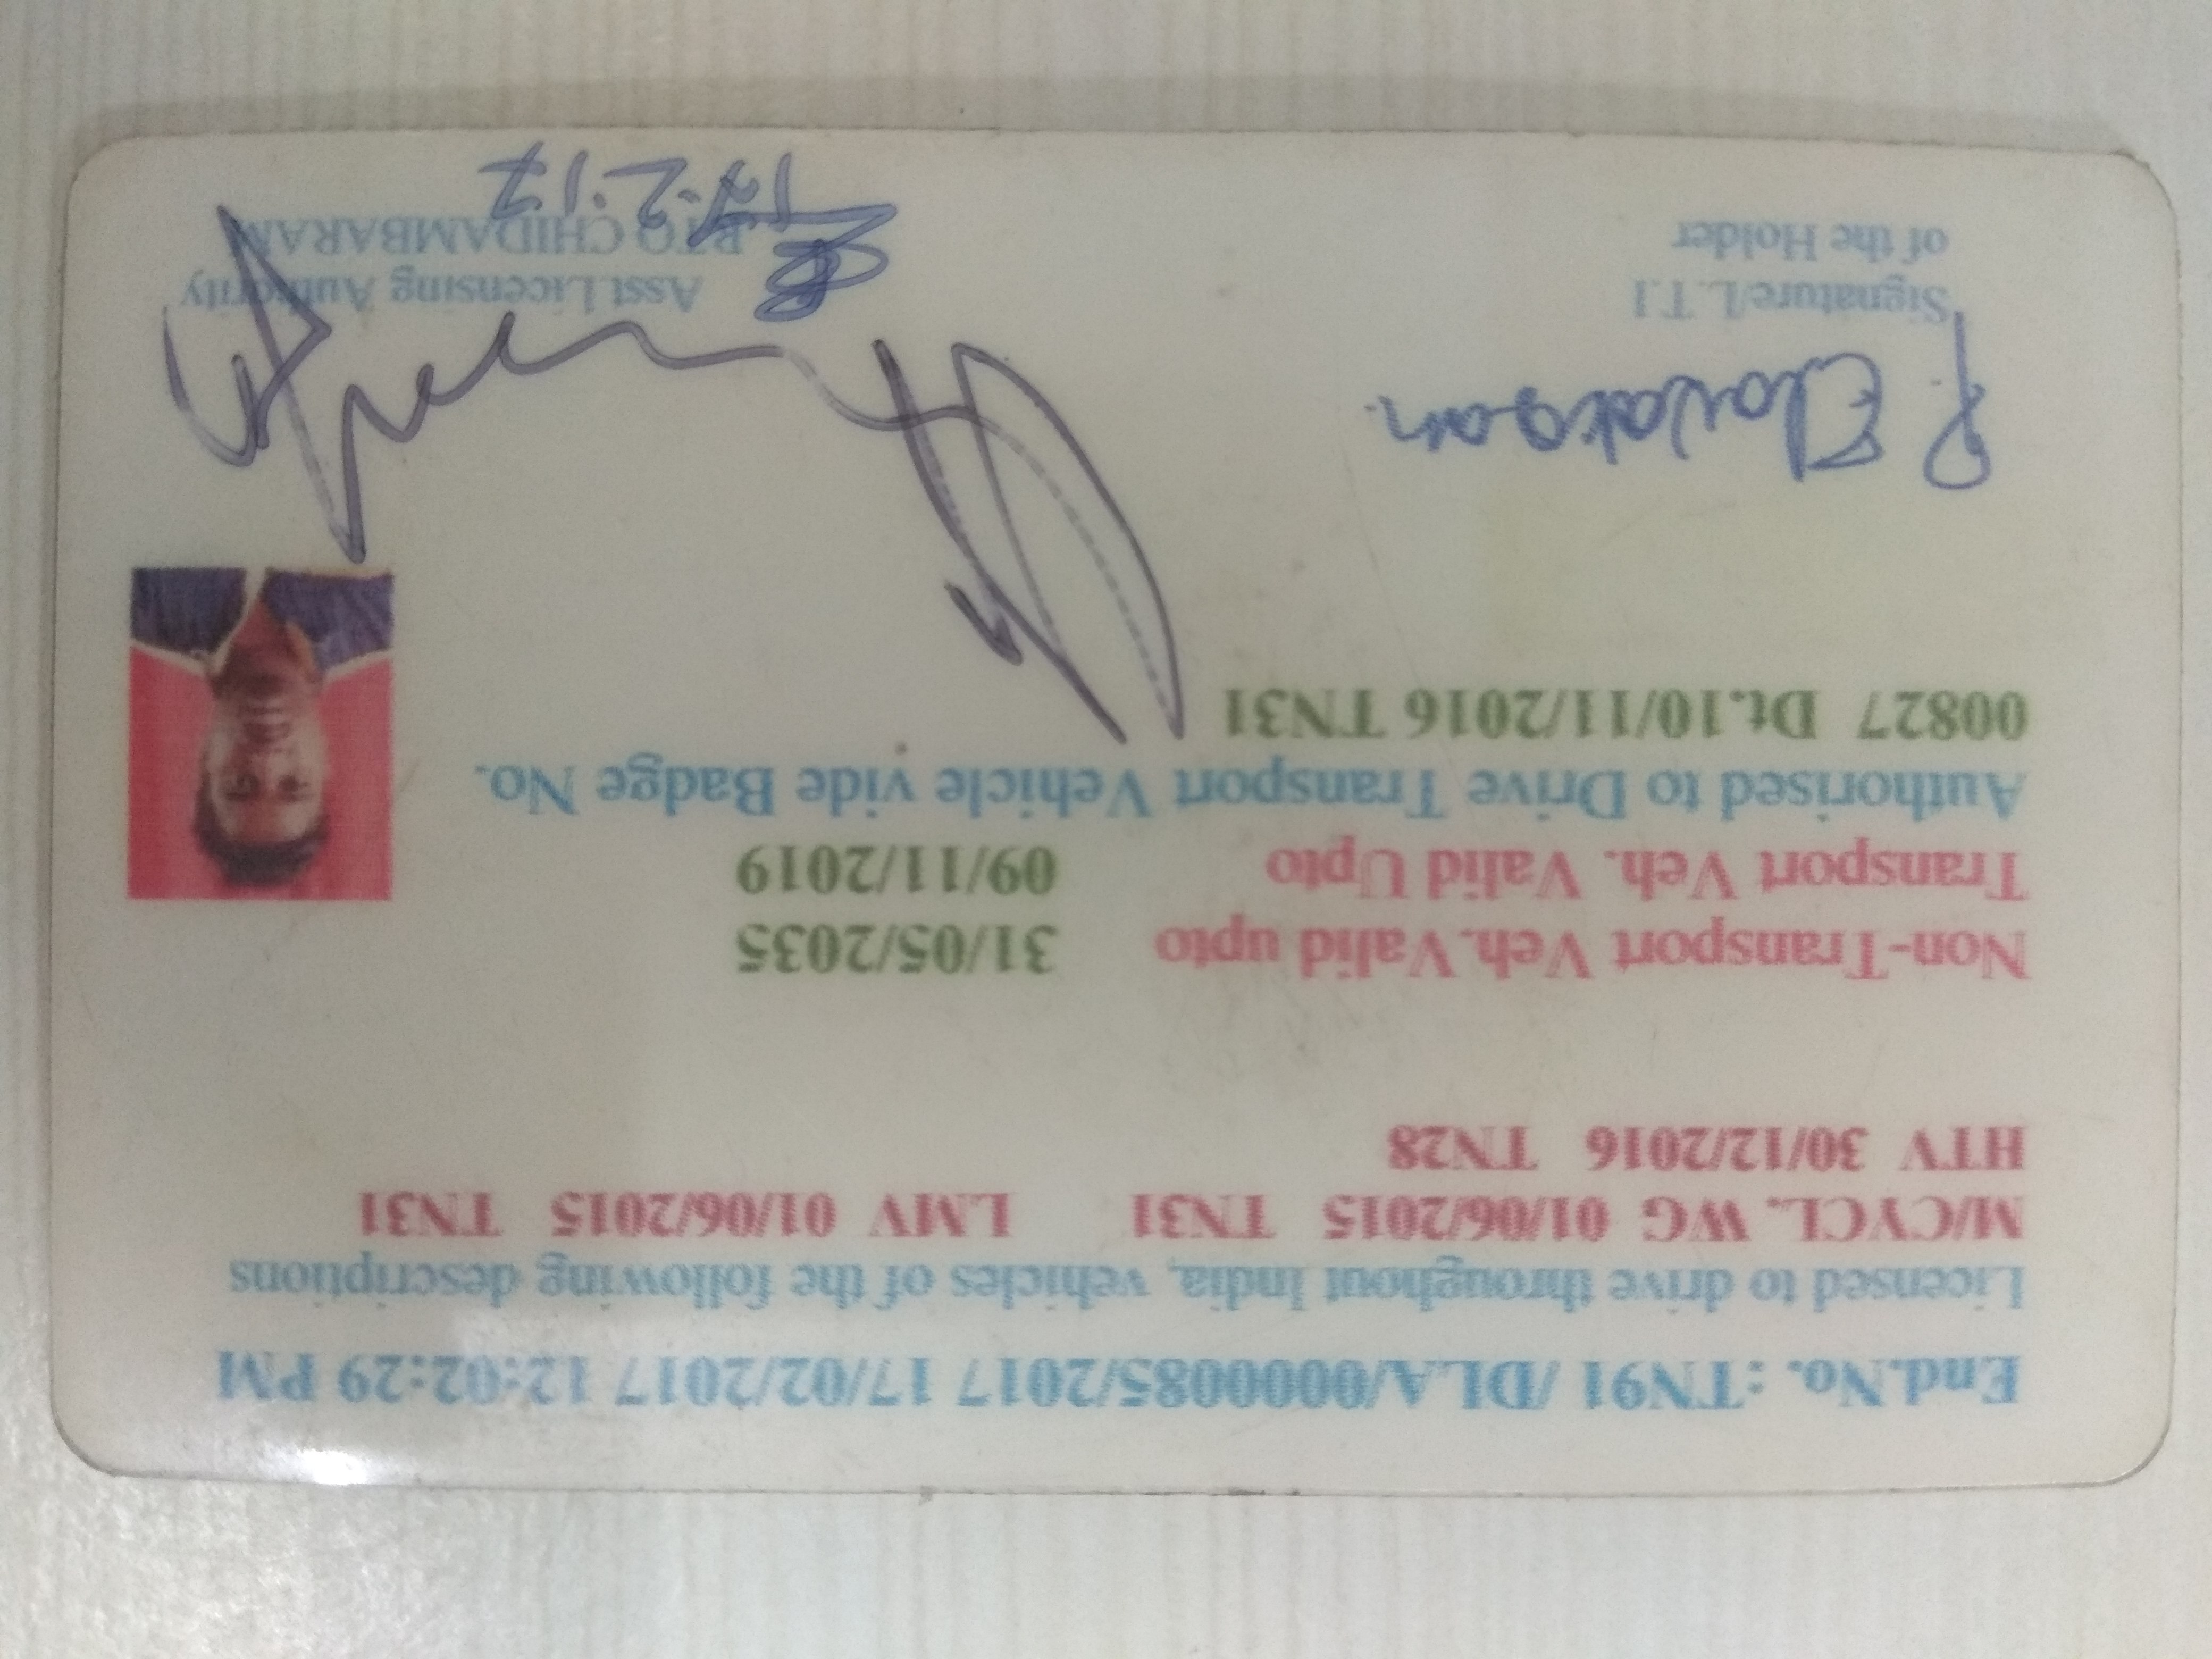 End.No. :TN91 /DLA/0000085/2017 17/02/2017 12:02:29 PM
Licensed to drive throughout India, vehicles of the following descriptions
M/CYCL. WG 01/06/2015 TN31 LMV 01/06/2015 TN31
HTV 30/12/2016 TN28
Non-Transport Veh.Valid upto 31/05/2035
Transport Veh. Valid Upto 09/11/2019
Authorised to Drive Transport Vehicle vide Badge No.
00827 Dt.10/11/2016 TN31
P. Elavarasan
Signature/L.T.I
of the Holder
Asst.Licensing Authority
RTO CHIDAMBARAM
17.2.17